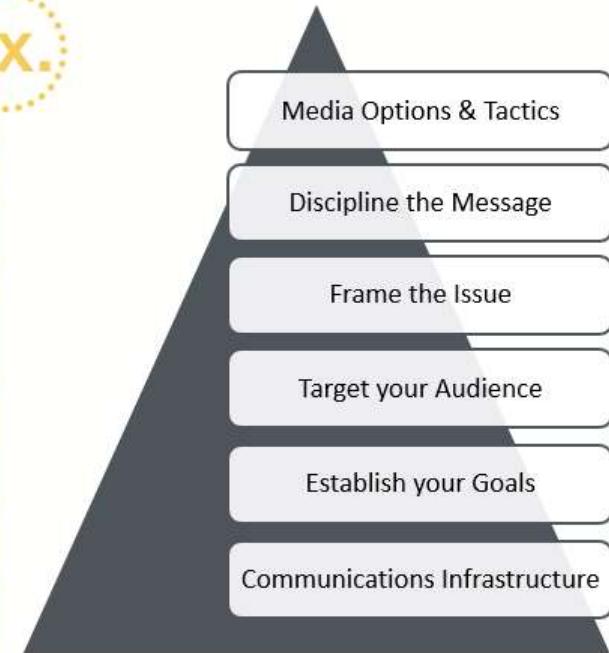 x.
Media Options & Tactics
Discipline the Message
Frame the Issue
Target your Audience
Establish your Goals
Communications Infrastructure